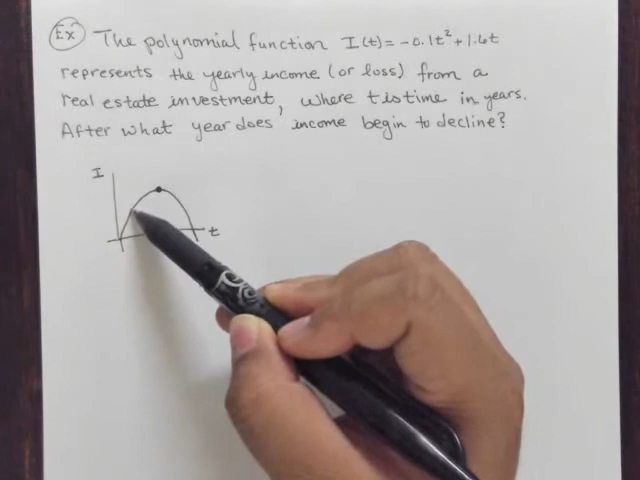 Ex The polynomial function I(t) = -0.1t² + 1.6t
represents the yearly income (or loss) from a
real estate investment, where t is time in years.
After what year does income begin to decline?
I
t